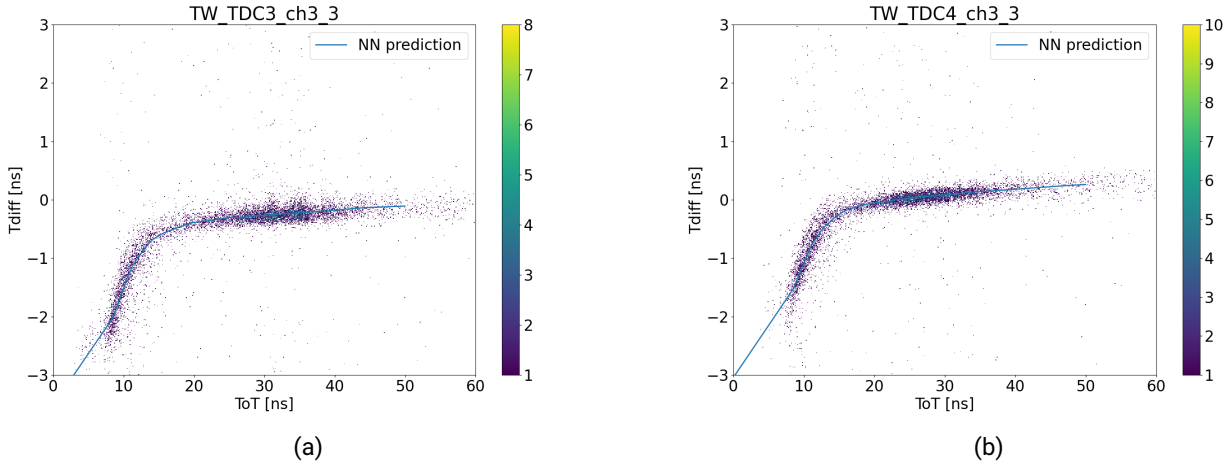 TW_TDC3_ch3_3
NN prediction
3
2
1
0
−1
−2
−3
Tdiff [ns]
0 10 20 30 40 50 60
ToT [ns]
8
7
6
5
4
3
2
1
(a)
TW_TDC4_ch3_3
NN prediction
3
2
1
0
−1
−2
−3
Tdiff [ns]
0 10 20 30 40 50 60
ToT [ns]
10
9
8
7
6
5
4
3
2
1
(b)